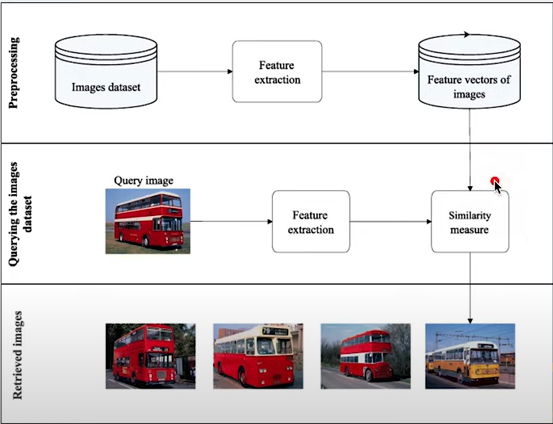 Preprocessing
Images dataset
Feature
extraction
Feature vectors of
images
Querying the images
dataset
Query image
Feature
extraction
Similarity
measure
Retrieved images
79